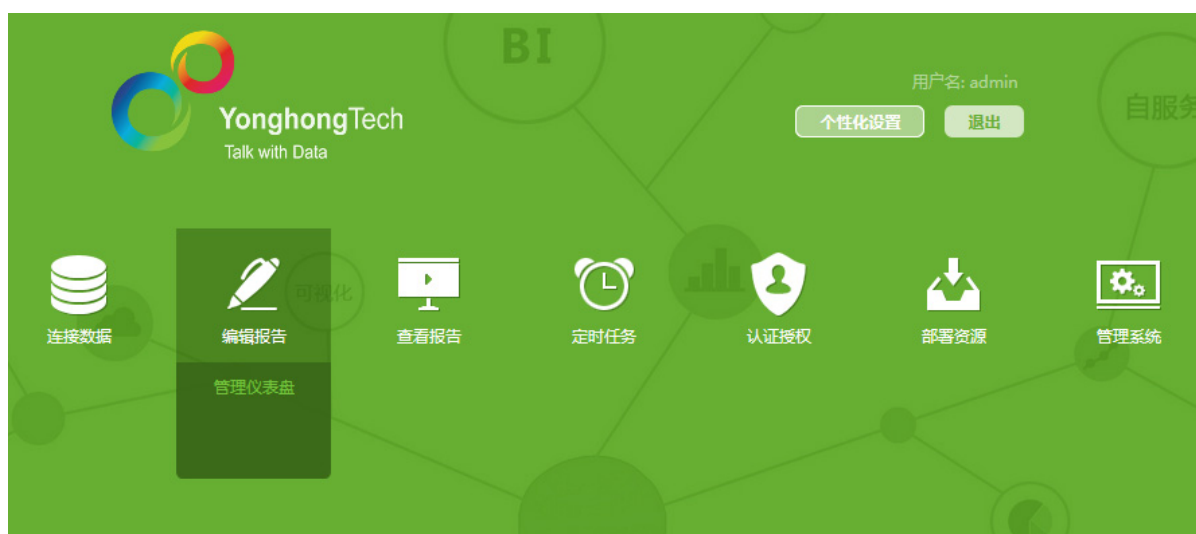 BI
用户名: admin
自服务
YonghongTech
个性化设置
退出
Talk with Data
可视化
连接数据
编辑报告
查看报告
定时任务
认证授权
部署资源
管理系统
管理仪表盘